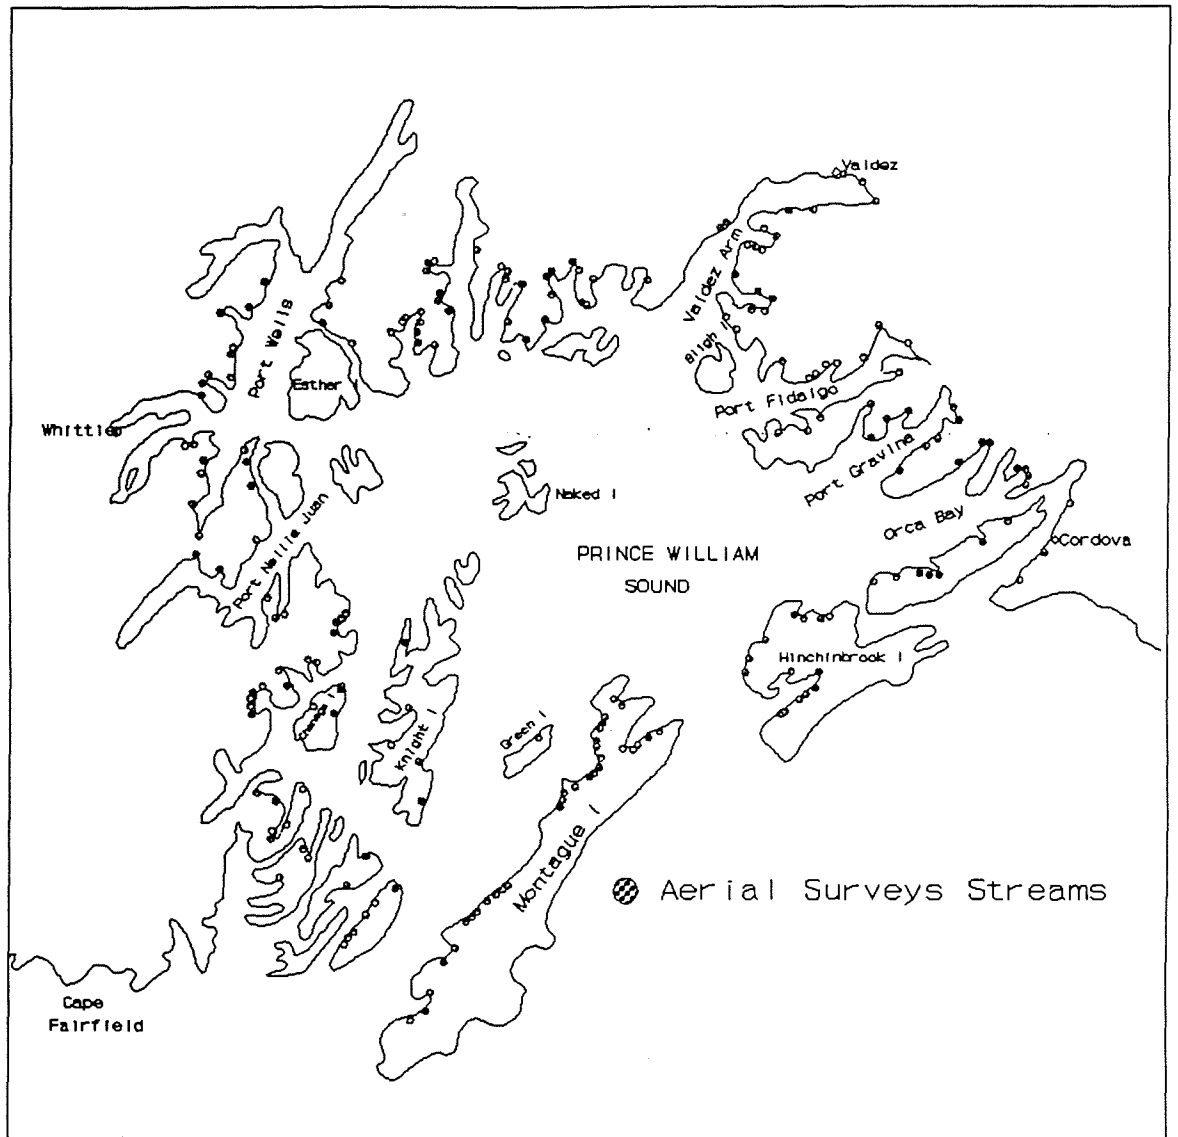 Valdez
Valdez Arm
Port Wells
Bligh I
Esther I
Port Fidalgo
Whittier
Port Gravina
Naked I
Port Nellie Juan
Orca Bay
PRINCE WILLIAM
SOUND
Cordova
Hinchinbrook I
Chenega I
Knight I
Green I
Montague I
Aerial Surveys Streams
Cape
Fairfield